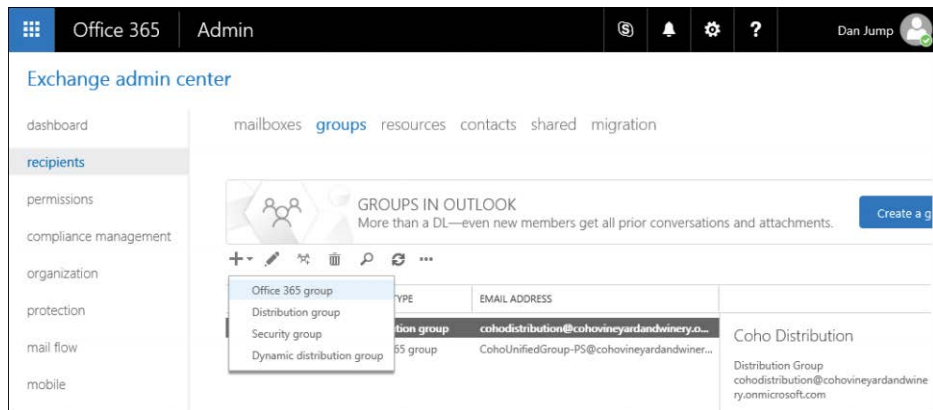 Office 365 Admin ? Dan Jump
Exchange admin center
dashboard
recipients
permissions
compliance management
organization
protection
mail flow
mobile
mailboxes groups resources contacts shared migration
GROUPS IN OUTLOOK
More than a DL—even new members get all prior conversations and attachments.
Create a g
Office 365 group
Distribution group
Security group
Dynamic distribution group
TYPE EMAIL ADDRESS
tion group cohodistribution@cohovineyardandwinery.o...
65 group CohoUnifiedGroup-PS@cohovineyardandwiner...
Coho Distribution
Distribution Group
cohodistribution@cohovineyardandwine
ry.onmicrosoft.com